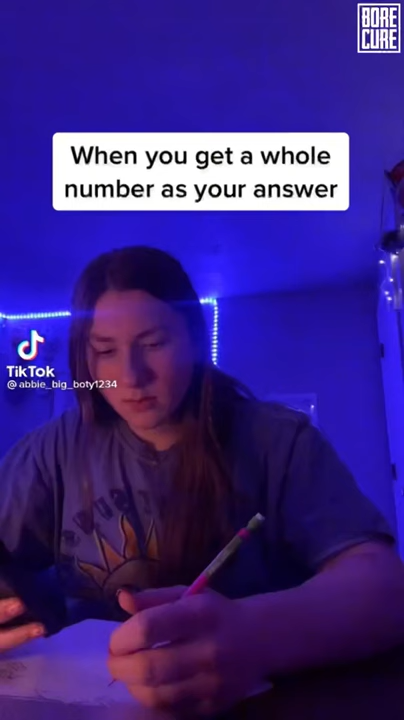 BORE
CURE
When you get a whole
number as your answer
TikTok
@abbie_big_boty1234